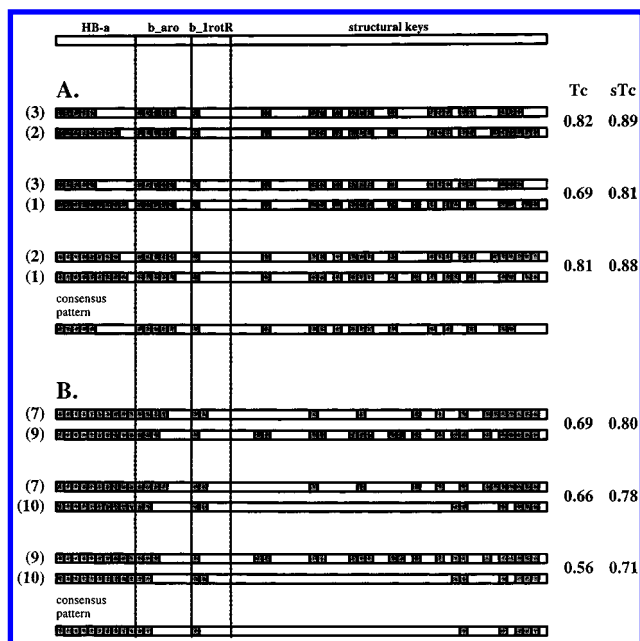 HB-a b_aro b_1rotR structural keys
A. Tc sTc
(3)
(2) 0.82 0.89
(3)
(1) 0.69 0.81
(2)
(1) 0.81 0.88
consensus
pattern
B.
(7)
(9) 0.69 0.80
(7)
(10) 0.66 0.78
(9)
(10) 0.56 0.71
consensus
pattern